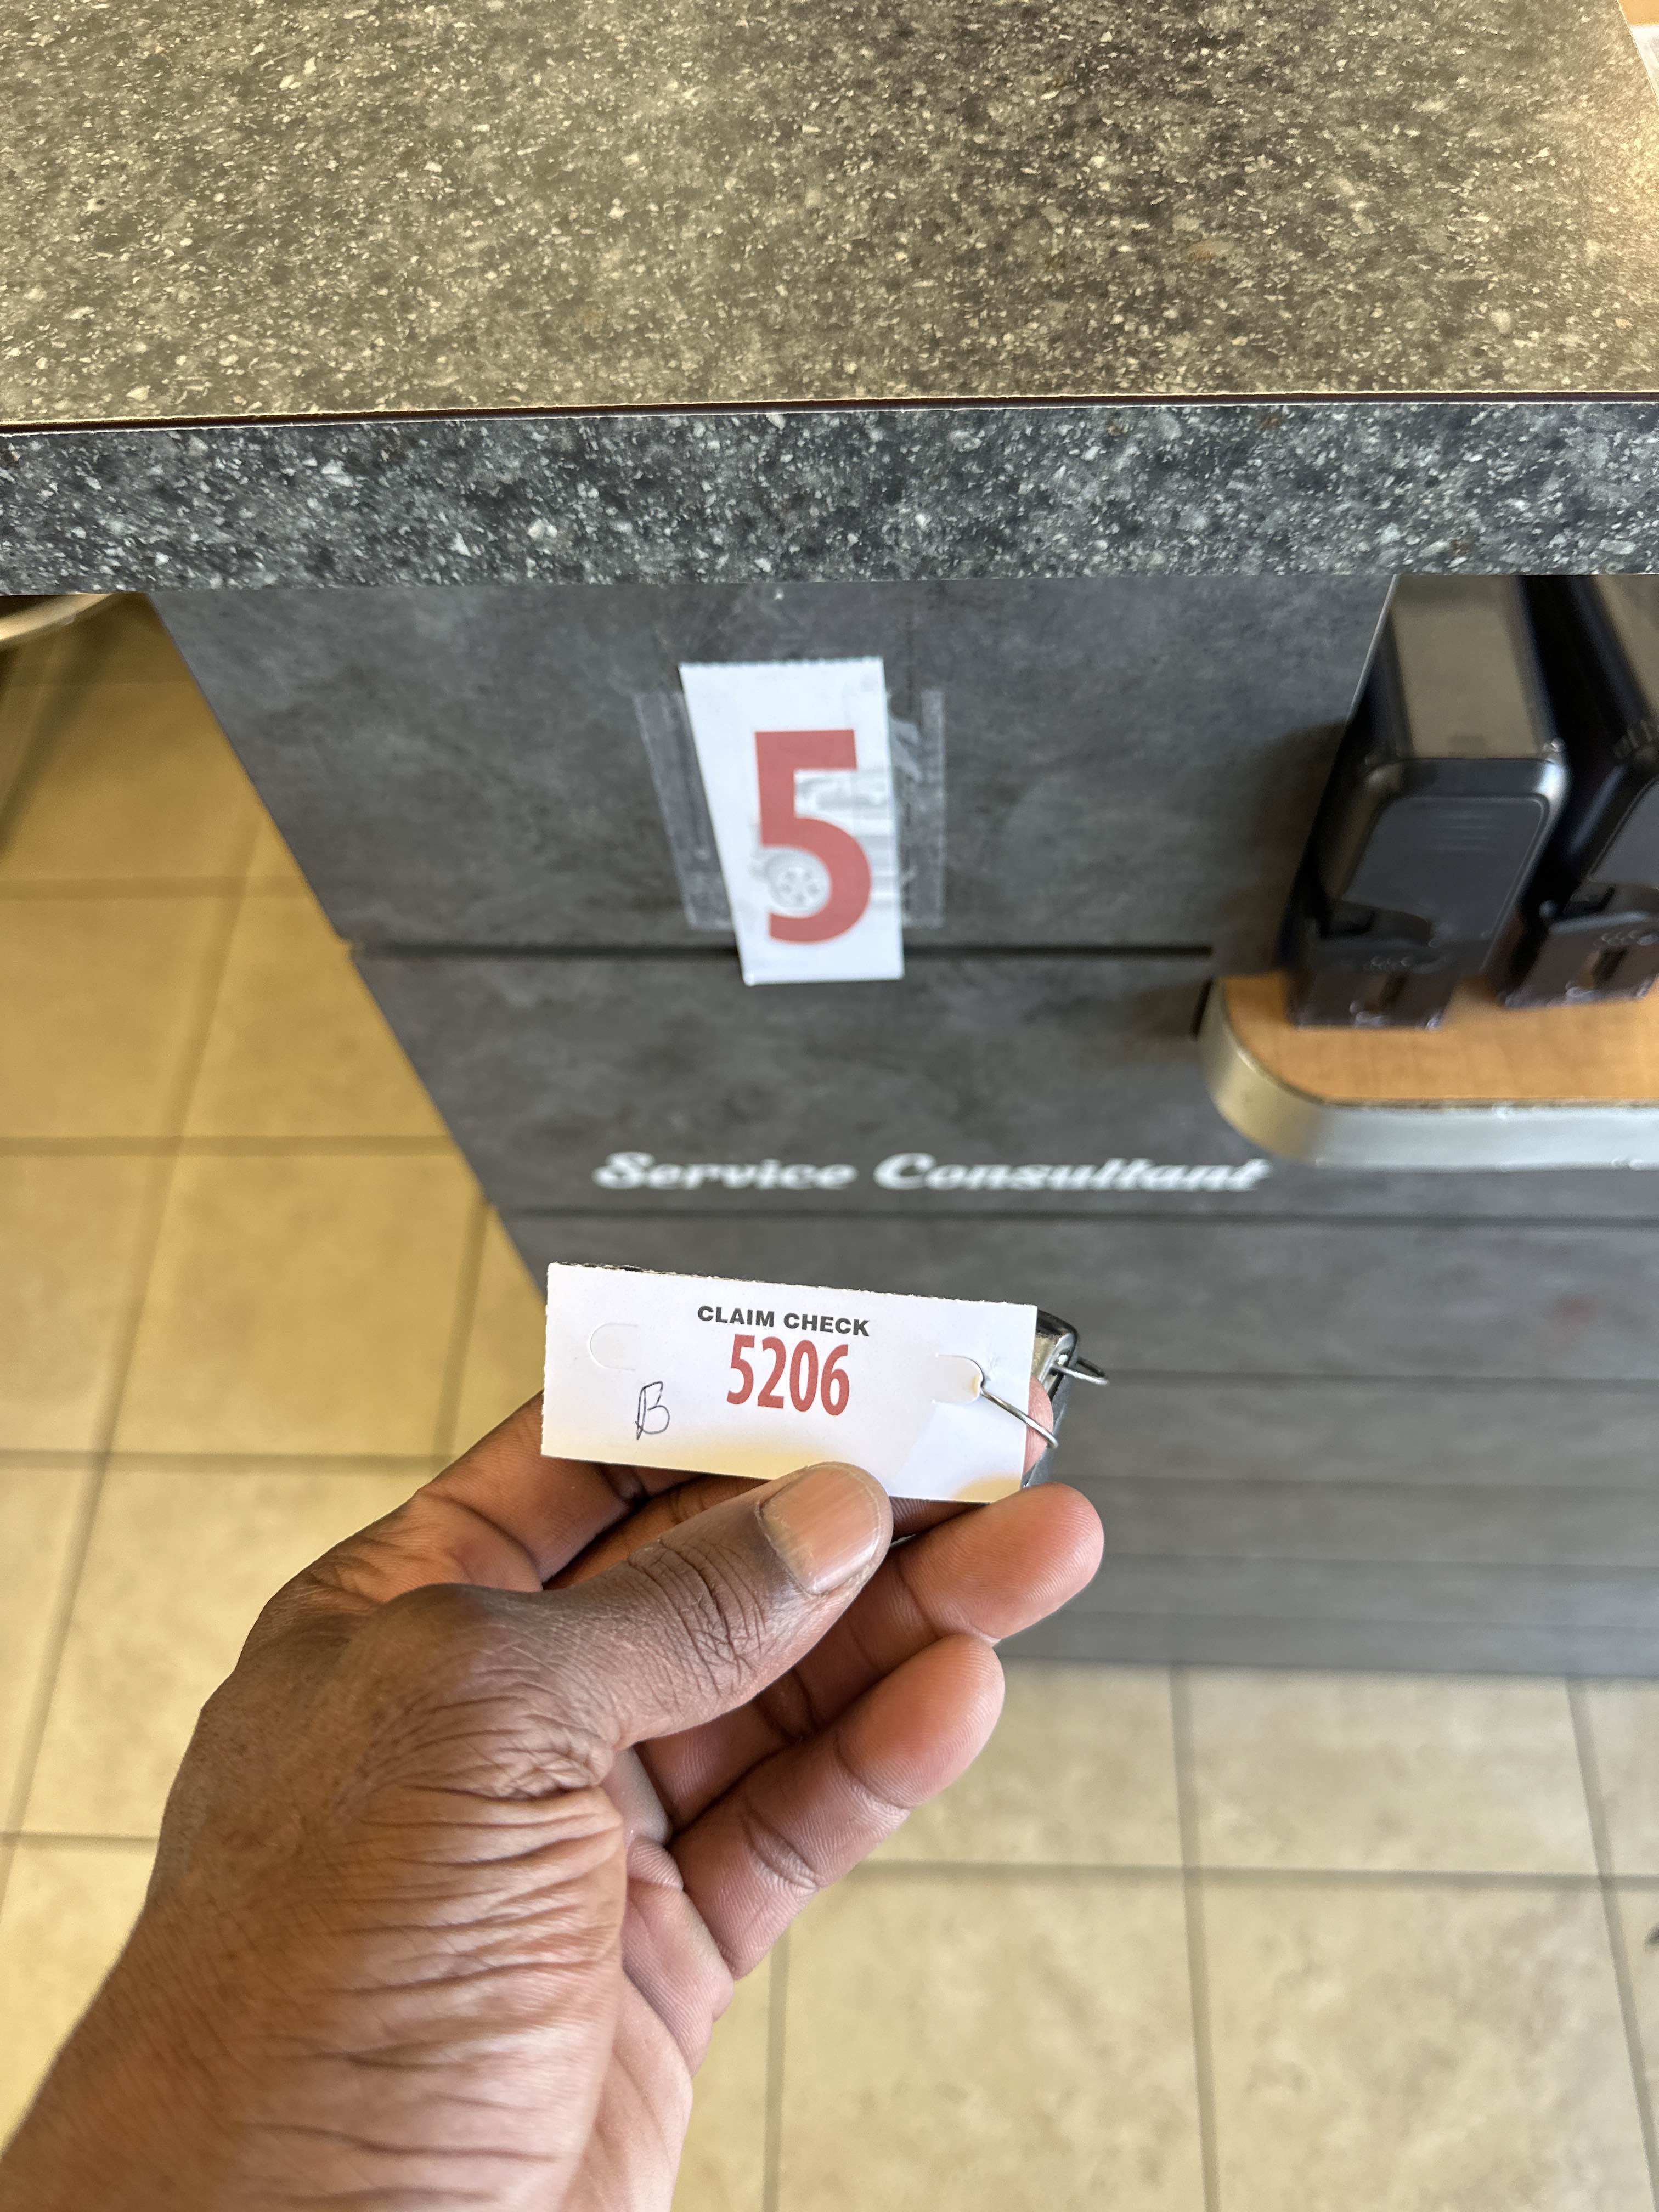 5
Service Consultant
CLAIM CHECK
5206
B